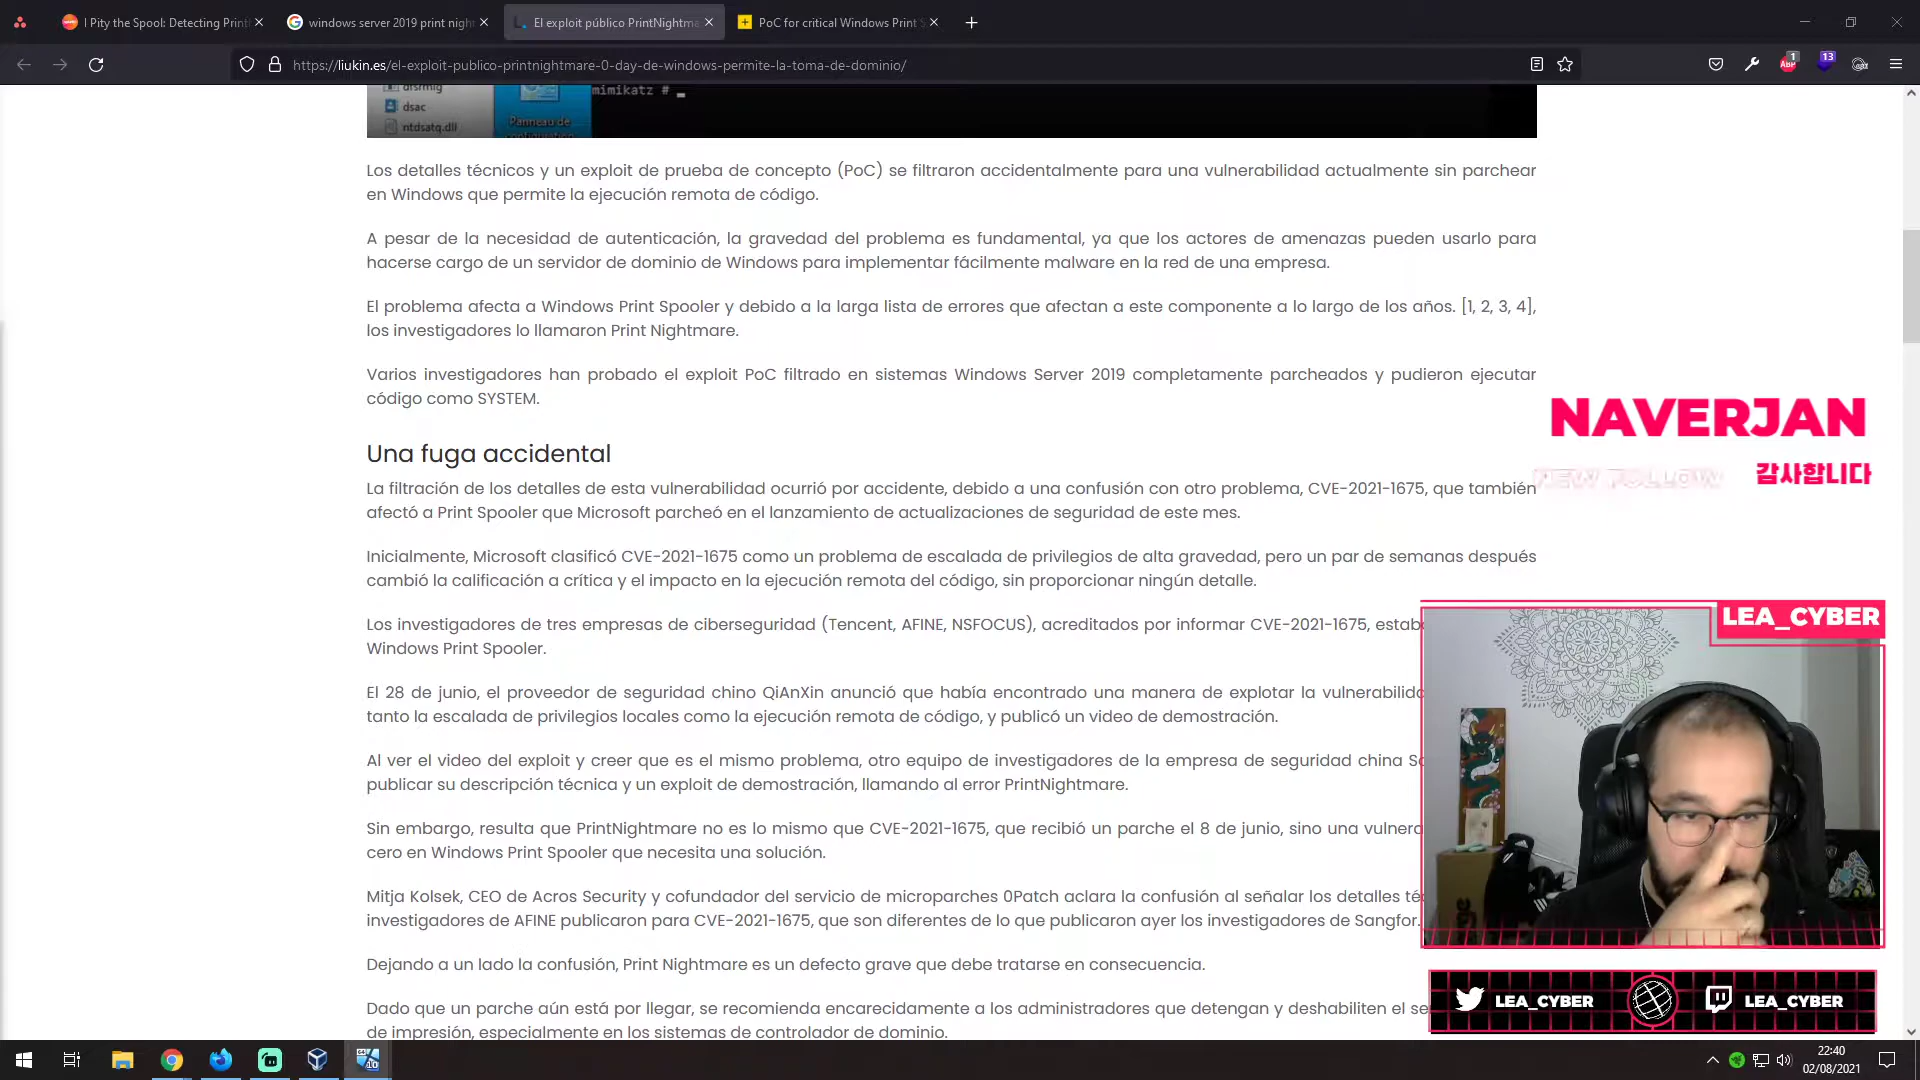 I Pity the Spool: Detecting Print
windows server 2019 print nigh
El exploit público PrintNightma
PoC for critical Windows Print S
https://liukin.es/el-exploit-publico-printnightmare-0-day-de-windows-permite-la-toma-de-dominio/
ABP
1
13
dfsrmig
dsac
ntdsatq.dll
Panneau de
configuration
mimikatz # _
Los detalles técnicos y un exploit de prueba de concepto (PoC) se filtraron accidentalmente para una vulnerabilidad actualmente sin parchear
en Windows que permite la ejecución remota de código.
A pesar de la necesidad de autenticación, la gravedad del problema es fundamental, ya que los actores de amenazas pueden usarlo para
hacerse cargo de un servidor de dominio de Windows para implementar fácilmente malware en la red de una empresa.
El problema afecta a Windows Print Spooler y debido a la larga lista de errores que afectan a este componente a lo largo de los años. [1, 2, 3, 4],
los investigadores lo llamaron Print Nightmare.
Varios investigadores han probado el exploit PoC filtrado en sistemas Windows Server 2019 completamente parcheados y pudieron ejecutar
código como SYSTEM.
NAVERJAN
NEW FOLLOW
감사합니다
Una fuga accidental
La filtración de los detalles de esta vulnerabilidad ocurrió por accidente, debido a una confusión con otro problema, CVE-2021-1675, que también
afectó a Print Spooler que Microsoft parcheó en el lanzamiento de actualizaciones de seguridad de este mes.
Inicialmente, Microsoft clasificó CVE-2021-1675 como un problema de escalada de privilegios de alta gravedad, pero un par de semanas después
cambió la calificación a crítica y el impacto en la ejecución remota del código, sin proporcionar ningún detalle.
Los investigadores de tres empresas de ciberseguridad (Tencent, AFINE, NSFOCUS), acreditados por informar CVE-2021-1675, estab
Windows Print Spooler.
El 28 de junio, el proveedor de seguridad chino QiAnXin anunció que había encontrado una manera de explotar la vulnerabilida
tanto la escalada de privilegios locales como la ejecución remota de código, y publicó un video de demostración.
Al ver el video del exploit y creer que es el mismo problema, otro equipo de investigadores de la empresa de seguridad china Sa
publicar su descripción técnica y un exploit de demostración, llamando al error PrintNightmare.
Sin embargo, resulta que PrintNightmare no es lo mismo que CVE-2021-1675, que recibió un parche el 8 de junio, sino una vulnera
cero en Windows Print Spooler que necesita una solución.
Mitja Kolsek, CEO de Acros Security y cofundador del servicio de microparches 0Patch aclara la confusión al señalar los detalles téc
investigadores de AFINE publicaron para CVE-2021-1675, que son diferentes de lo que publicaron ayer los investigadores de Sangfor.
Dejando a un lado la confusión, Print Nightmare es un defecto grave que debe tratarse en consecuencia.
Dado que un parche aún está por llegar, se recomienda encarecidamente a los administradores que detengan y deshabiliten el se
de impresión, especialmente en los sistemas de controlador de dominio.
LEA_CYBER
LEA_CYBER
LEA_CYBER
22:40
02/08/2021